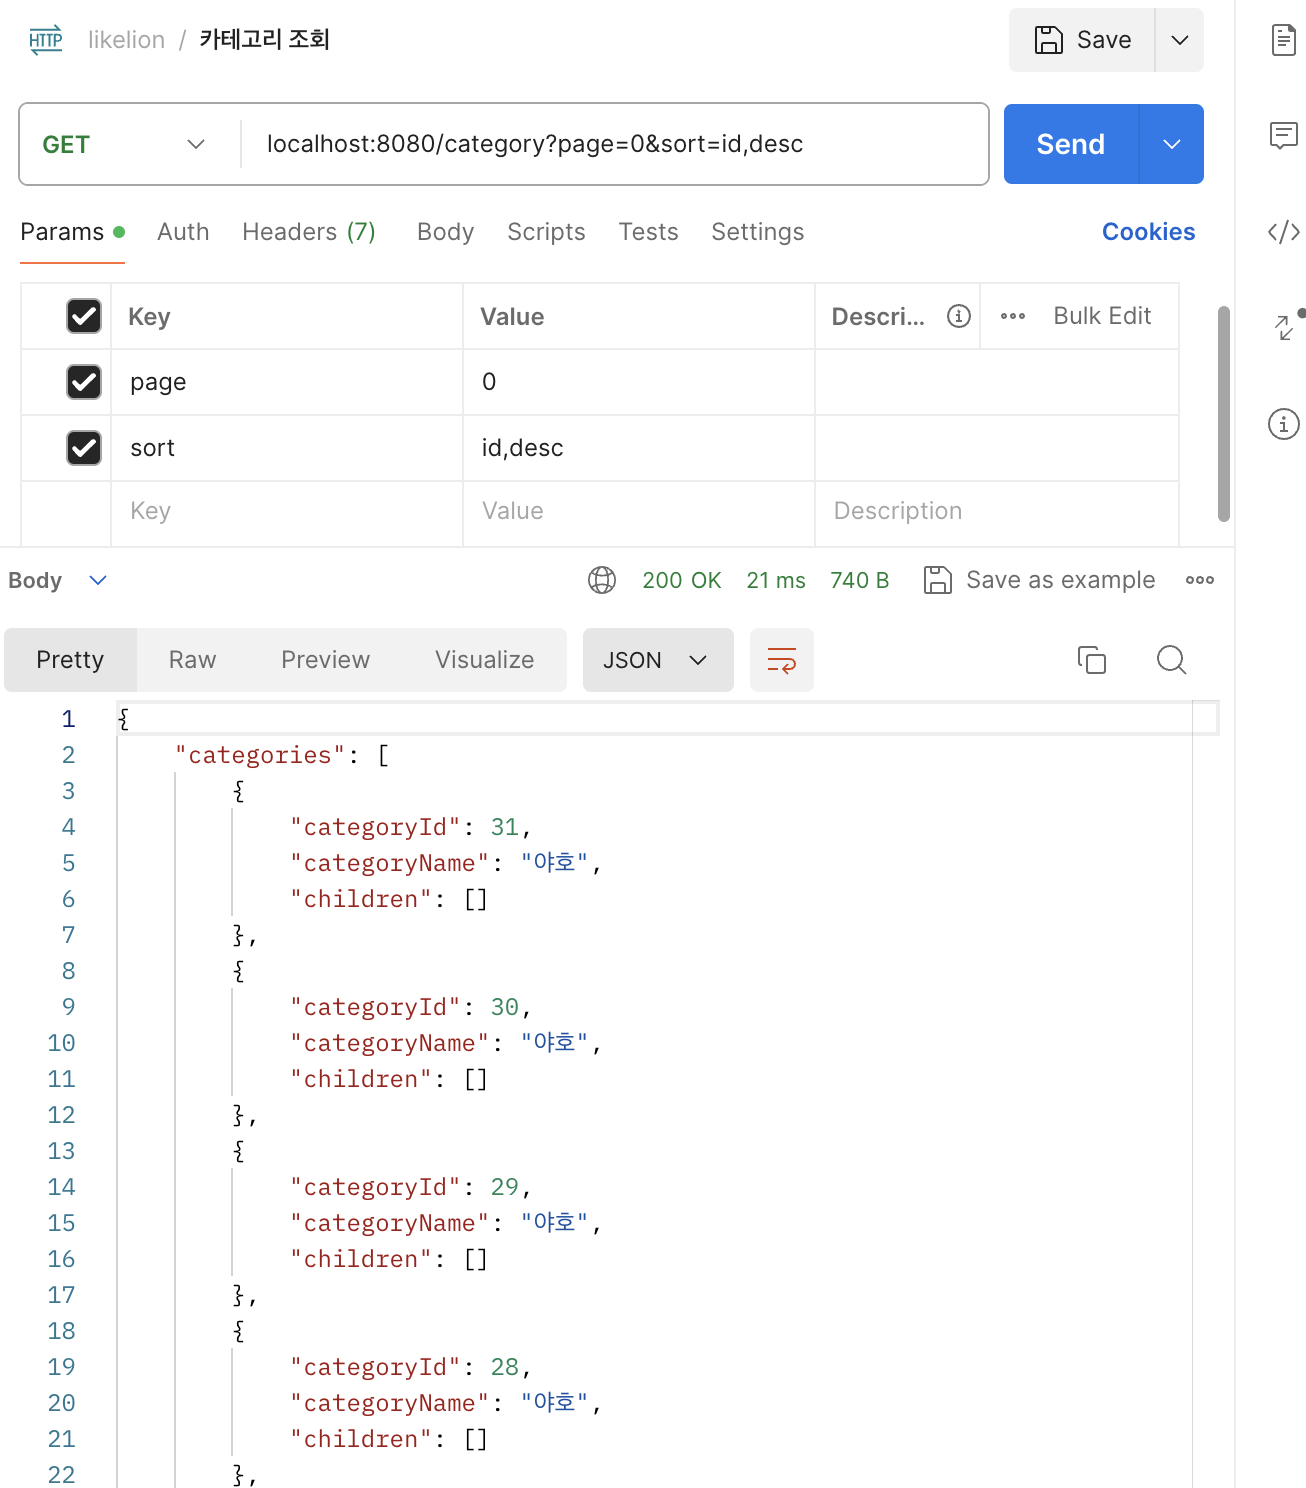 HTTP likelion / 카테고리 조회 Save
GET localhost:8080/category?page=0&sort=id,desc Send
Params Auth Headers (7) Body Scripts Tests Settings Cookies
Key Value Descri... Bulk Edit
page 0
sort id,desc
Key Value Description
Body 200 OK 21 ms 740 B Save as example
Pretty Raw Preview Visualize JSON
1 {
2 "categories": [
3 {
4 "categoryId": 31,
5 "categoryName": "야호",
6 "children": []
7 },
8 {
9 "categoryId": 30,
10 "categoryName": "야호",
11 "children": []
12 },
13 {
14 "categoryId": 29,
15 "categoryName": "야호",
16 "children": []
17 },
18 {
19 "categoryId": 28,
20 "categoryName": "야호",
21 "children": []
22 },